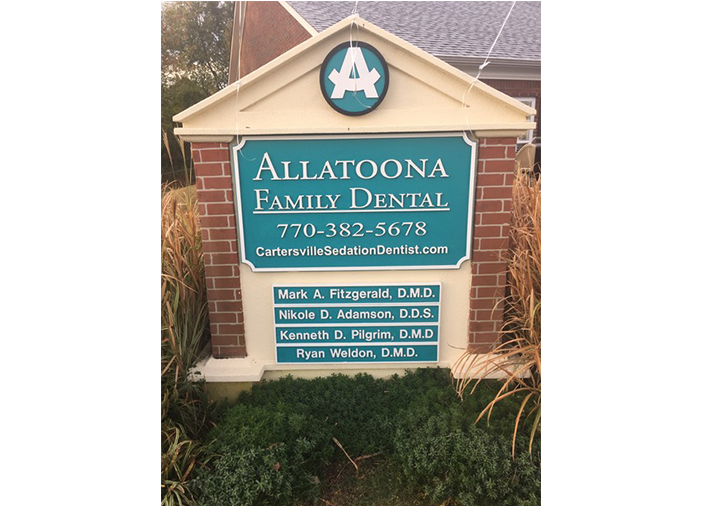 A
ALLATOONA
FAMILY DENTAL
770-382-5678
CartersvilleSedationDentist.com
Mark A. Fitzgerald, D.M.D.
Nikole D. Adamson, D.D.S.
Kenneth D. Pilgrim, D.M.D
Ryan Weldon, D.M.D.